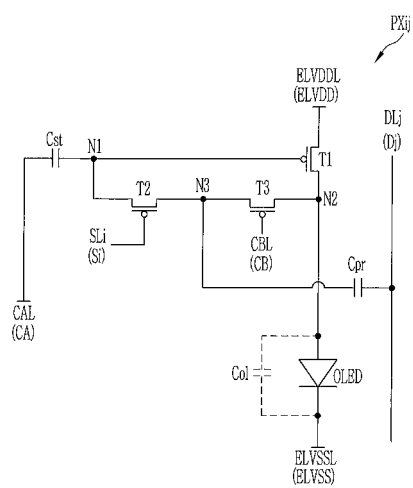 PXij
ELVDDL
(ELVDD)
DLj
(Dj)
Cst
N1
T1
T2
N3
T3
N2
SLi
(Si)
CBL
(CB)
Cpr
CAL
(CA)
Col
OLED
ELVSSL
(ELVSS)